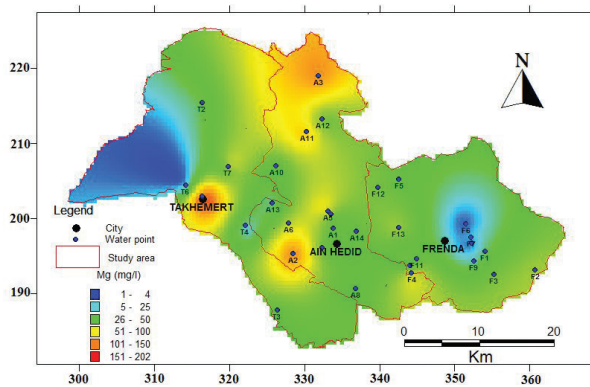 220
210
200
190
300 310 320 330 340 350 360
N
A3
T2
A12
A11
T7
A10
F5
T6
F12
TAKHEMERT
A13
A5
F6
T4
A6
A1
A14
F13
AIN HEDID
FRENDA
F1
A2
F11
F9
F4
F3
F2
A8
T3
Legend
City
Water point
Study area
Mg (mg/l)
1 - 4
5 - 25
26 - 50
51 - 100
101 - 150
151 - 202
0 5 10 20
Km